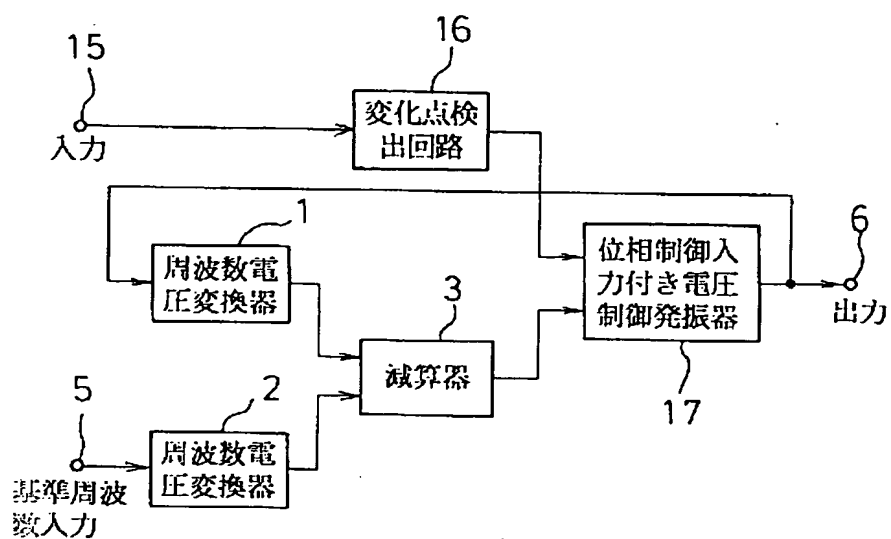 15
入力
16
変化点検
出回路
1
周波数電
圧変換器
3
減算器
位相制御入
力付き電圧
制御発振器
17
6
出力
5
基準周波
数入力
2
周波数電
圧変換器